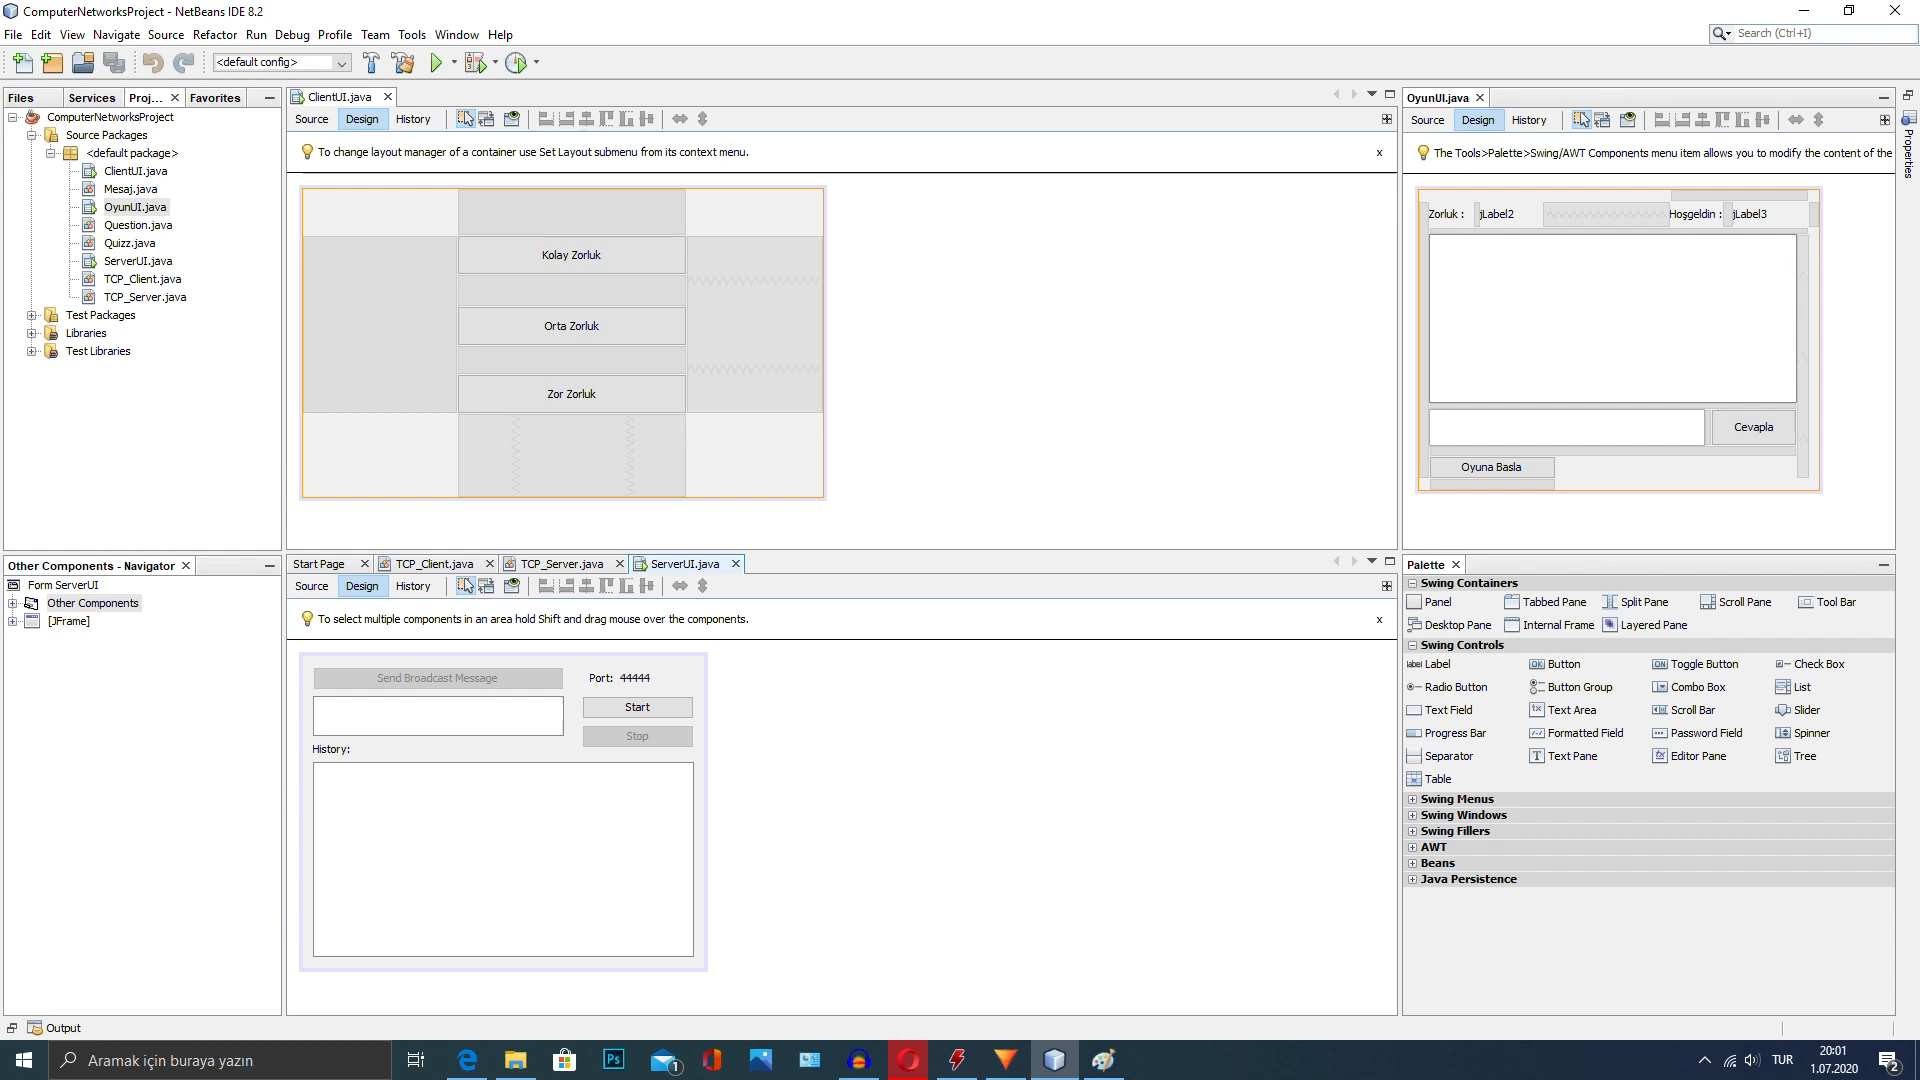 ComputerNetworksProject - NetBeans IDE 8.2
File Edit View Navigate Source Refactor Run Debug Profile Team Tools Window Help
Search (Ctrl+I)
<default config>
Files Services Proj... Favorites
ComputerNetworksProject
Source Packages
<default package>
ClientUI.java
Mesaj.java
OyunUI.java
Question.java
Quizz.java
ServerUI.java
TCP_Client.java
TCP_Server.java
Test Packages
Libraries
Test Libraries
ClientUI.java
Source Design History
To change layout manager of a container use Set Layout submenu from its context menu.
x
Kolay Zorluk
Orta Zorluk
Zor Zorluk
OyunUI.java
Source Design History
The Tools>Palette>Swing/AWT Components menu item allows you to modify the content of the
Zorluk : jLabel2 Hoşgeldin : jLabel3
Cevapla
Oyuna Basla
Properties
Other Components - Navigator
Form ServerUI
Other Components
[JFrame]
Start Page TCP_Client.java TCP_Server.java ServerUI.java
Source Design History
To select multiple components in an area hold Shift and drag mouse over the components.
x
Send Broadcast Message Port: 44444
Start
Stop
History:
Palette
Swing Containers
Panel Tabbed Pane Split Pane Scroll Pane Tool Bar
Desktop Pane Internal Frame Layered Pane
Swing Controls
label Label OK Button ON Toggle Button Check Box
Radio Button Button Group Combo Box List
Text Field Text Area Scroll Bar Slider
Progress Bar Formatted Field Password Field Spinner
Separator Text Pane Editor Pane Tree
Table
Swing Menus
Swing Windows
Swing Fillers
AWT
Beans
Java Persistence
Output
Aramak için buraya yazın
Ps
1
TUR
20:01
1.07.2020
2